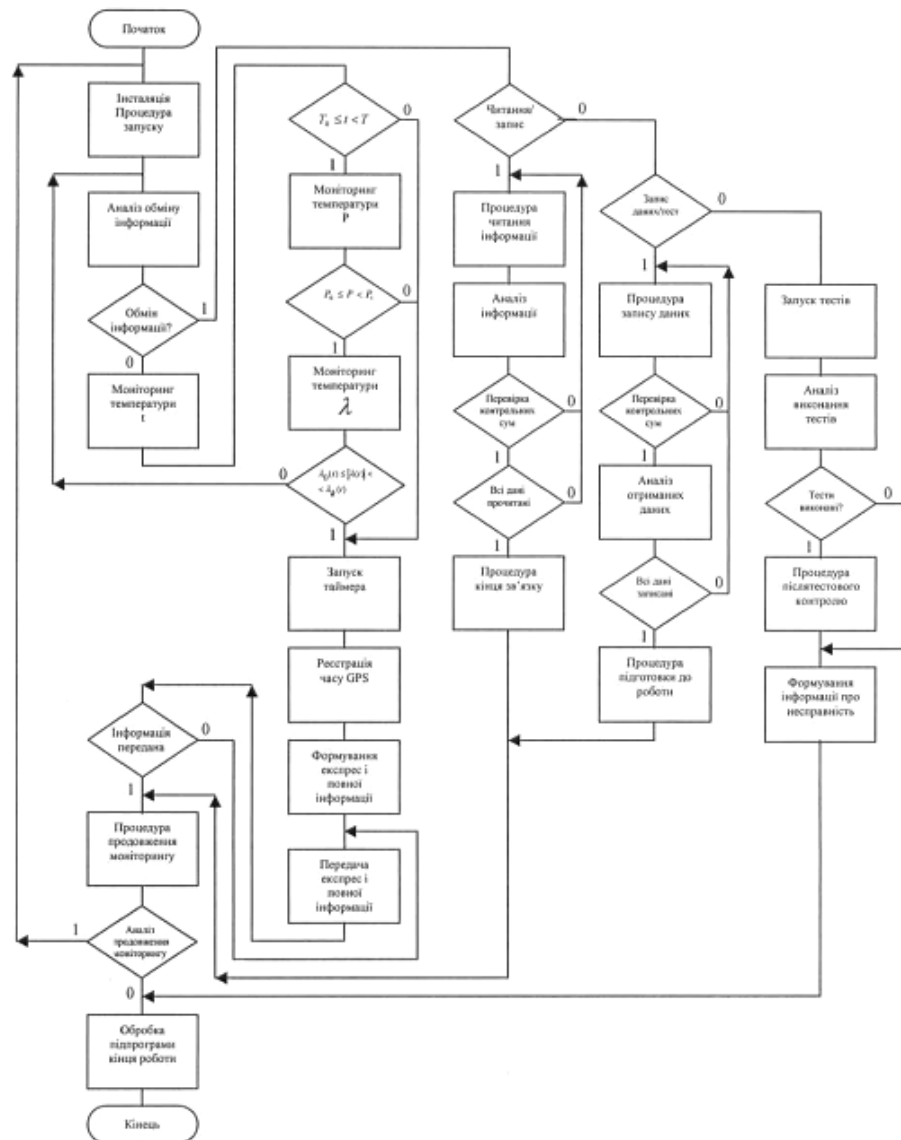 Початок
Інсталяція
Процедура
запуску
Аналіз обміну
інформації
Обмін
інформації?
1
0
Моніторинг
температури
t
T₀ ≤ t < T
0
1
Моніторинг
температури
P
0
1
Моніторинг
температури
λ
0
1
Запуск
таймера
Реєстрація
часу GPS
Формування
експрес і
повної
інформації
Передача
експрес і
повної
інформації
Інформація
передана
0
1
Процедура
продовження
моніторингу
Аналіз
продовження
моніторингу
1
0
Обробка
підпрограми
кінця роботи
Кінець
Читання/
запис
0
1
Процедура
читання
інформації
Аналіз
інформації
Перевірка
контрольних
сум
0
1
Всі дані
прочитані
0
1
Процедура
кінця зв'язку
Запис
даних/тест
0
1
Процедура
запису даних
Перевірка
контрольних
сум
0
1
Аналіз
отриманих
даних
Всі дані
записані
0
1
Процедура
підготовки до
роботи
Запуск тестів
Аналіз
виконання
тестів
Тести
виконані?
0
1
Процедура
післятестового
контролю
Формування
інформації про
несправність